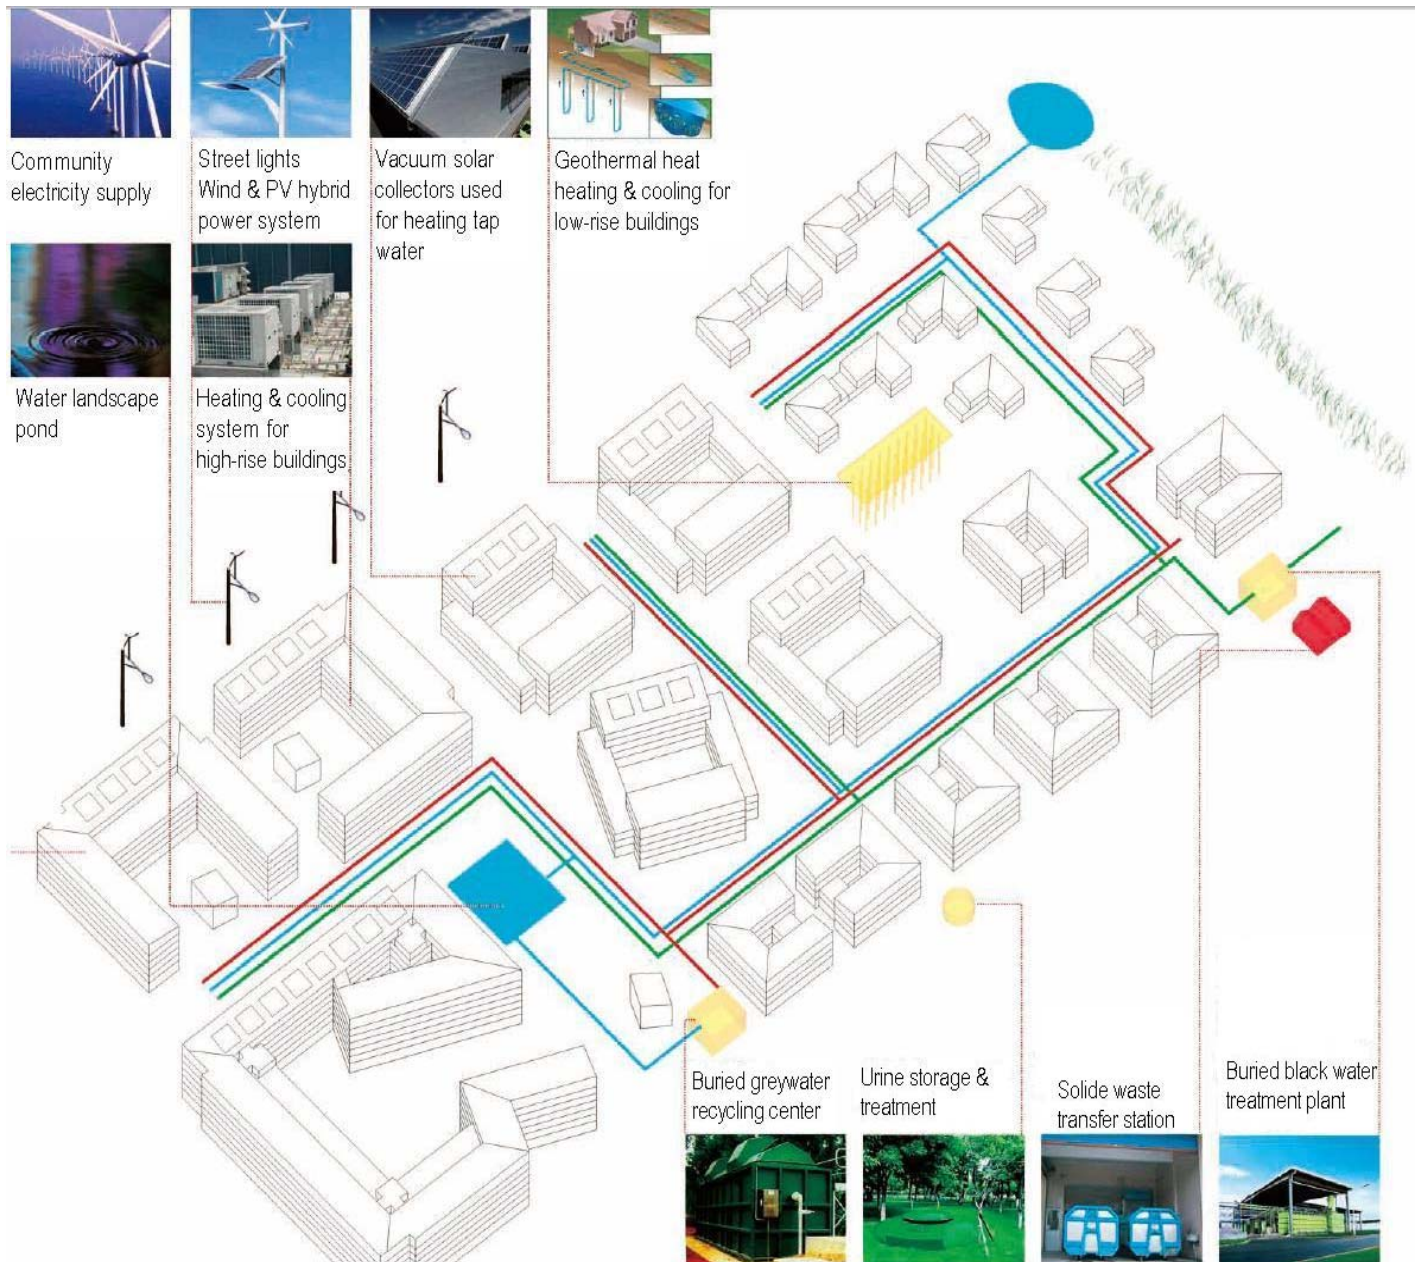 Community
electricity supply
Street lights
Wind & PV hybrid
power system
Vacuum solar
collectors used
for heating tap
water
Geothermal heat
heating & cooling for
low-rise buildings
Water landscape
pond
Heating & cooling
system for
high-rise buildings
Buried greywater
recycling center
Urine storage &
treatment
Solide waste
transfer station
Buried black water
treatment plant